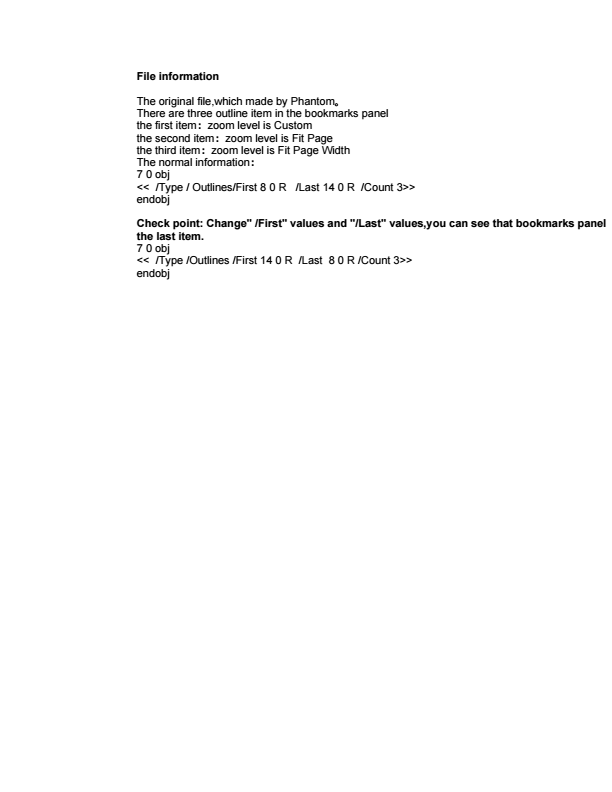 File information
The original file,which made by Phantom。
There are three outline item in the bookmarks panel
the first item：zoom level is Custom
the second item：zoom level is Fit Page
the third item：zoom level is Fit Page Width
The normal information：
7 0 obj
<<  /Type / Outlines/First 8 0 R   /Last 14 0 R  /Count 3>>
endobj
Check point: Change" /First" values and "/Last" values,you can see that bookmarks panel
the last item.
7 0 obj
<<  /Type /Outlines /First 14 0 R  /Last  8 0 R /Count 3>>
endobj